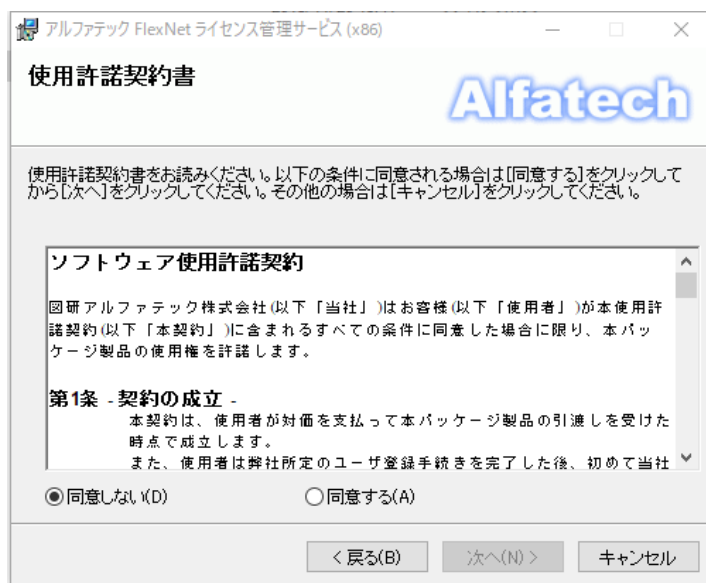 アルファテック FlexNet ライセンス管理サービス (x86)
使用許諾契約書
Alfatech
使用許諾契約書をお読みください。以下の条件に同意される場合は[同意する]をクリックして
から[次へ]をクリックしてください。その他の場合は[キャンセル]をクリックしてください。
ソフトウェア使用許諾契約
図研アルファテック株式会社(以下「当社」)はお客様(以下「使用者」)が本使用許
諾契約(以下「本契約」)に含まれるすべての条件に同意した場合に限り、本パッ
ケージ製品の使用権を許諾します。
第1条 - 契約の成立 -
本契約は、使用者が対価を支払って本パッケージ製品の引渡しを受けた
時点で成立します。
また、使用者は弊社所定のユーザ登録手続きを完了した後、初めて当社
同意しない(D)
同意する(A)
< 戻る(B)
次へ(N) >
キャンセル